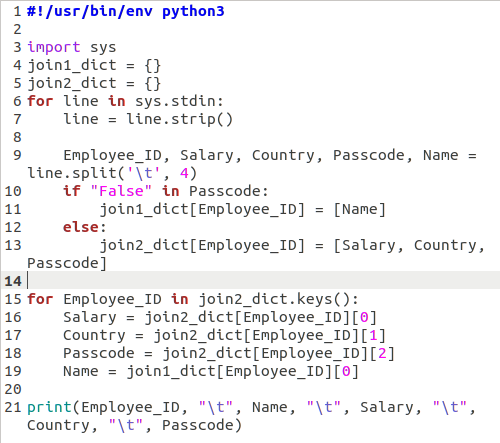 1 #!/usr/bin/env python3
2
3 import sys
4 join1_dict = {}
5 join2_dict = {}
6 for line in sys.stdin:
7     line = line.strip()
8
9     Employee_ID, Salary, Country, Passcode, Name =
line.split('\t', 4)
10     if "False" in Passcode:
11         join1_dict[Employee_ID] = [Name]
12     else:
13         join2_dict[Employee_ID] = [Salary, Country,
Passcode]
14
15 for Employee_ID in join2_dict.keys():
16     Salary = join2_dict[Employee_ID][0]
17     Country = join2_dict[Employee_ID][1]
18     Passcode = join2_dict[Employee_ID][2]
19     Name = join1_dict[Employee_ID][0]
20
21 print(Employee_ID, "\t", Name, "\t", Salary, "\t",
Country, "\t", Passcode)